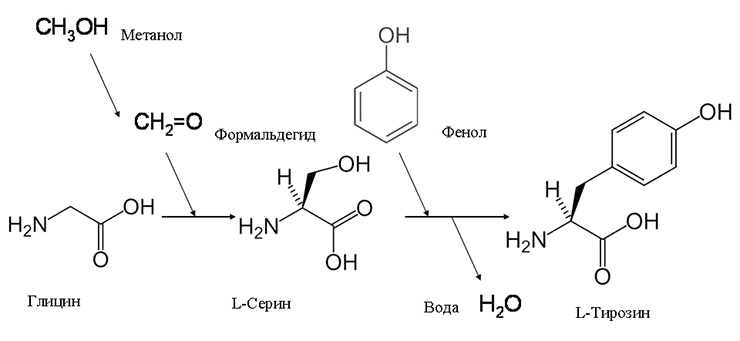 CH₃OH Метанол
OH
CH₂=O Формальдегид
Фенол
OH
OH
H
H₂N
OH
O
H
H₂N
O
OH
H₂N
OH
O
Глицин
L-Серин
Вода H₂O
L-Тирозин